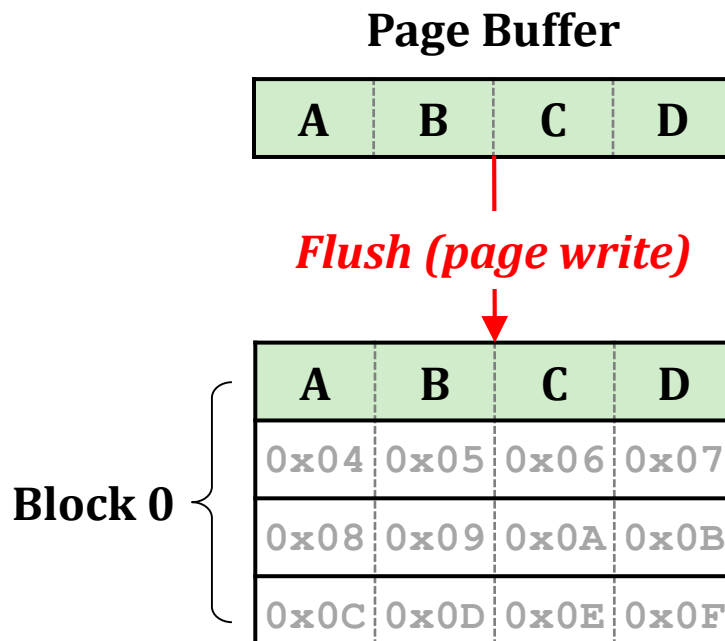 Page Buffer
A B C D
Flush (page write)
A B C D
0x04 0x05 0x06 0x07
Block 0
0x08 0x09 0x0A 0x0B
0x0C 0x0D 0x0E 0x0F